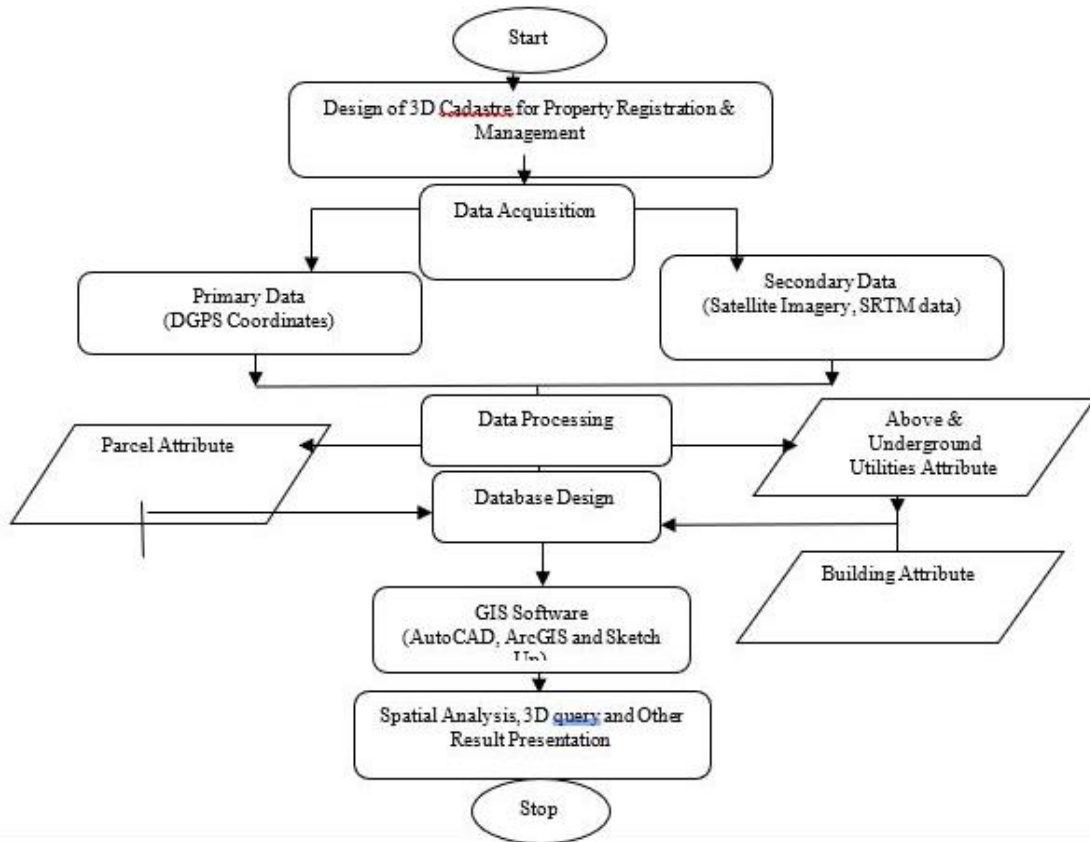 Start
Design of 3D Cadastre for Property Registration &
Management
Data Acquisition
Primary Data
(DGPS Coordinates)
Secondary Data
(Satellite Imagery, SRTM data)
Data Processing
Parcel Attribute
Above &
Underground
Utilities Attribute
Database Design
Building Attribute
GIS Software
(AutoCAD, ArcGIS and Sketch
Up)
Spatial Analysis, 3D query and Other
Result Presentation
Stop